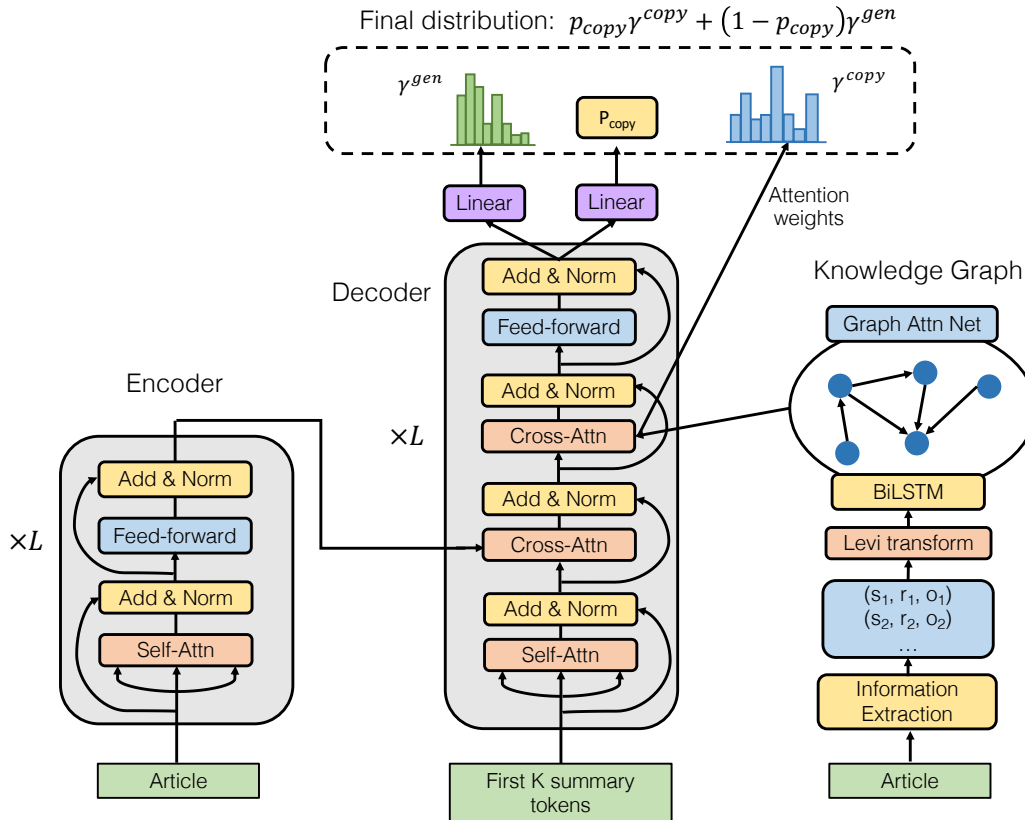 Final distribution: p_copy γ^copy + (1 − p_copy)γ^gen
γ^gen
P_copy
γ^copy
Linear
Linear
Attention
weights
Decoder
×L
Add & Norm
Feed-forward
Add & Norm
Cross-Attn
Add & Norm
Cross-Attn
Add & Norm
Self-Attn
First K summary
tokens
Encoder
×L
Add & Norm
Feed-forward
Add & Norm
Self-Attn
Article
Knowledge Graph
Graph Attn Net
BiLSTM
Levi transform
(s₁, r₁, o₁)
(s₂, r₂, o₂)
...
Information
Extraction
Article